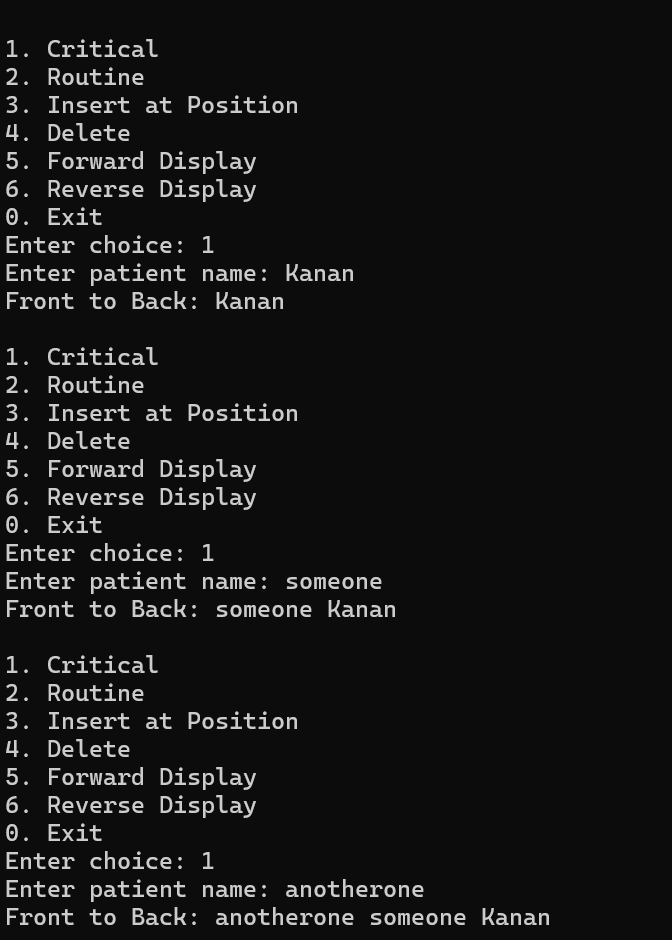 1. Critical
2. Routine
3. Insert at Position
4. Delete
5. Forward Display
6. Reverse Display
0. Exit
Enter choice: 1
Enter patient name: Kanan
Front to Back: Kanan
1. Critical
2. Routine
3. Insert at Position
4. Delete
5. Forward Display
6. Reverse Display
0. Exit
Enter choice: 1
Enter patient name: someone
Front to Back: someone Kanan
1. Critical
2. Routine
3. Insert at Position
4. Delete
5. Forward Display
6. Reverse Display
0. Exit
Enter choice: 1
Enter patient name: anotherone
Front to Back: anotherone someone Kanan